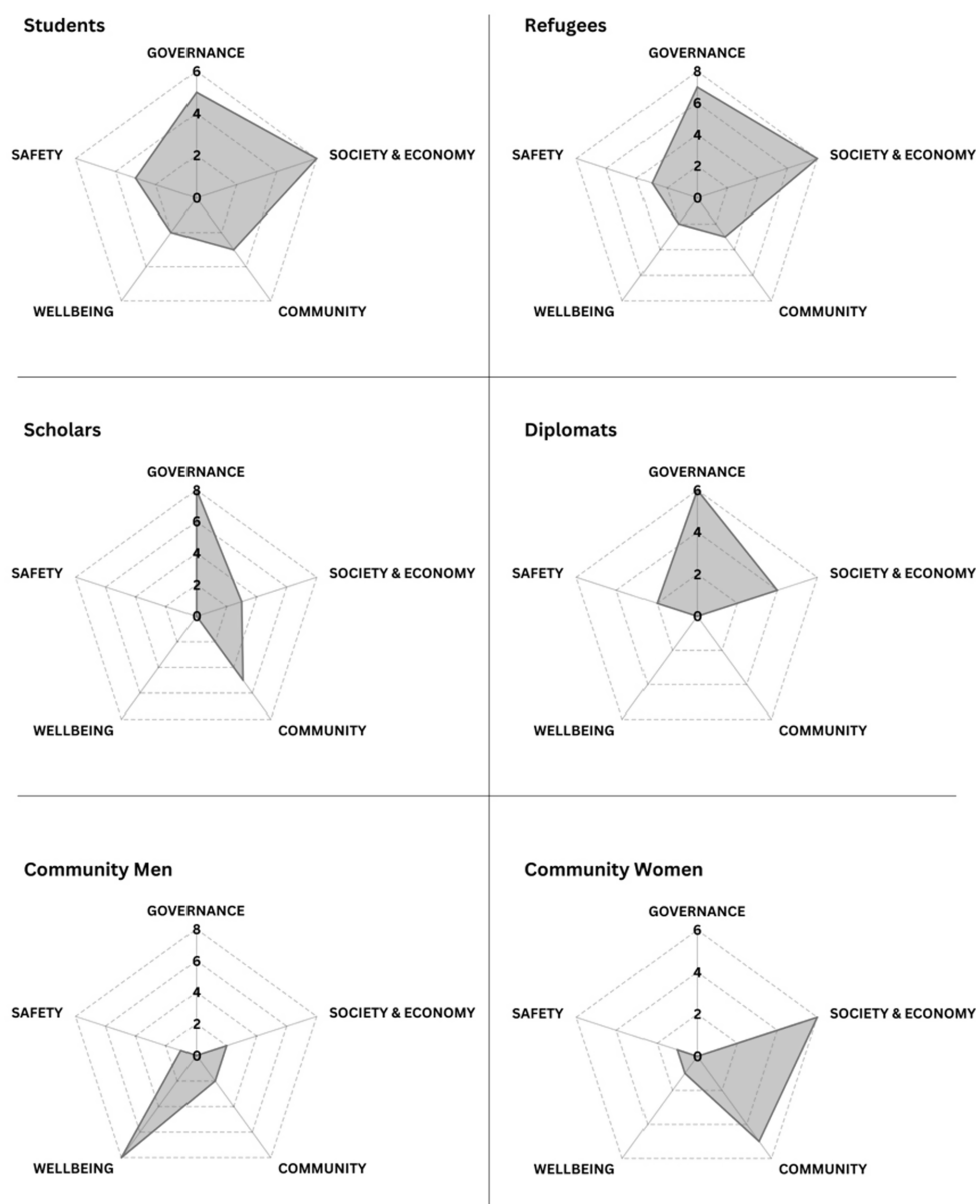 Students
GOVERNANCE
6
4
2
0
SAFETY
SOCIETY & ECONOMY
WELLBEING
COMMUNITY
Refugees
GOVERNANCE
8
6
4
2
0
SAFETY
SOCIETY & ECONOMY
WELLBEING
COMMUNITY
Scholars
GOVERNANCE
8
6
4
2
0
SAFETY
SOCIETY & ECONOMY
WELLBEING
COMMUNITY
Diplomats
GOVERNANCE
6
4
2
0
SAFETY
SOCIETY & ECONOMY
WELLBEING
COMMUNITY
Community Men
GOVERNANCE
8
6
4
2
0
SAFETY
SOCIETY & ECONOMY
WELLBEING
COMMUNITY
Community Women
GOVERNANCE
6
4
2
0
SAFETY
SOCIETY & ECONOMY
WELLBEING
COMMUNITY